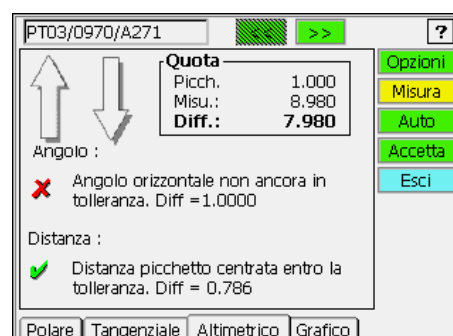 PT03/0970/A271
<< >> ?
Quota
Picch. 1.000
Misu.: 8.980
Diff.: 7.980
Opzioni
Misura
Auto
Accetta
Esci
Angolo :
Angolo orizzontale non ancora in
tolleranza. Diff =1.0000
Distanza :
Distanza picchetto centrata entro la
tolleranza. Diff = 0.786
Polare Tangenziale Altimetrico Grafico